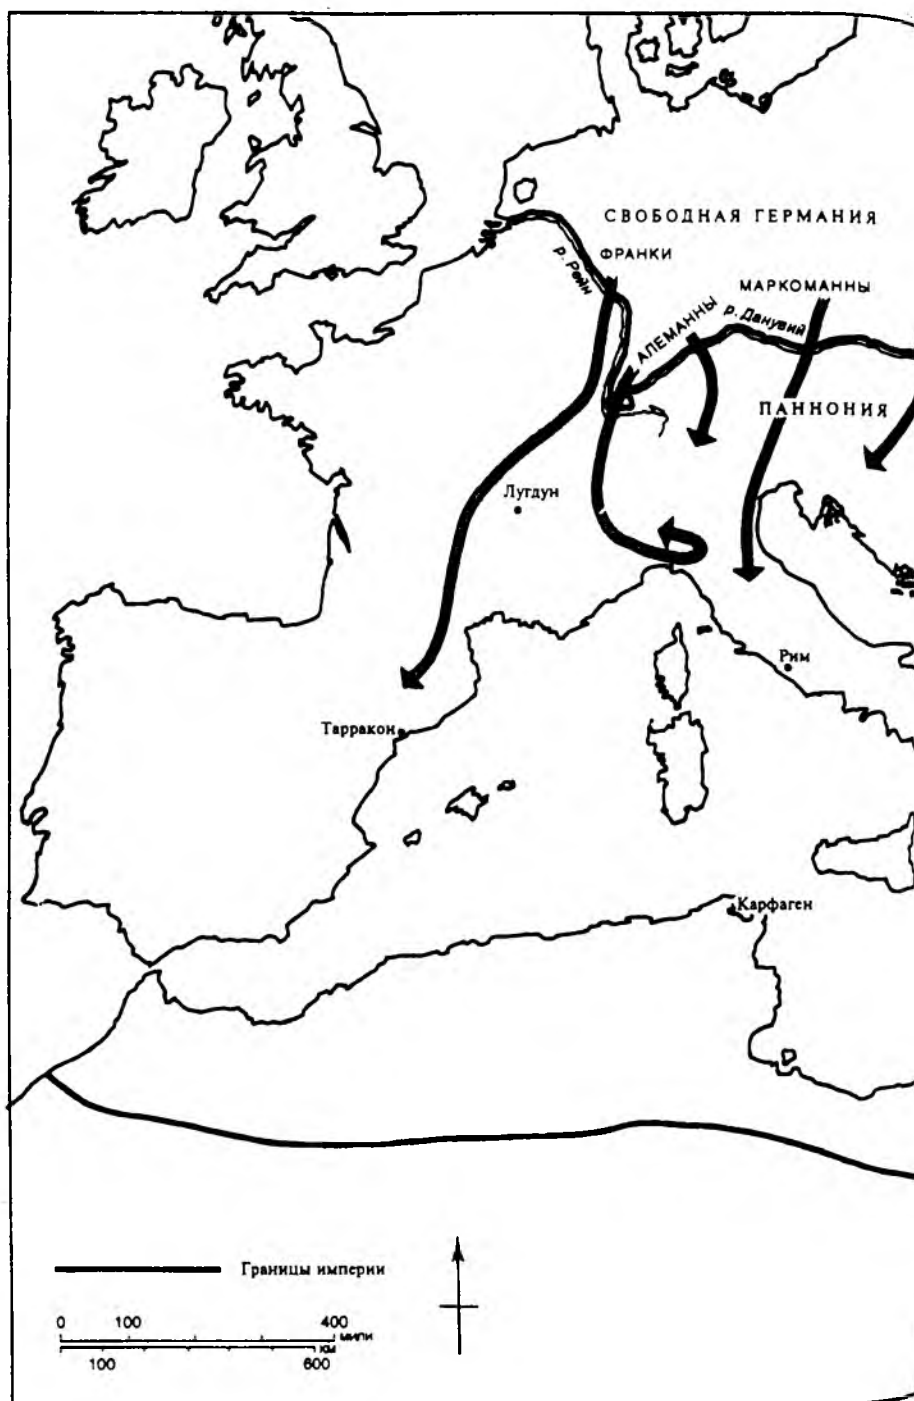 СВОБОДНАЯ ГЕРМАНИЯ
ФРАНКИ
р. Рейн
МАРКОМАННЫ
р. Данувий
АЛЕМАННЫ
ПАННОНИЯ
Лугдун
Рим
Тарракон
Карфаген
Границы империи
0 100 400
мили
км
100 600